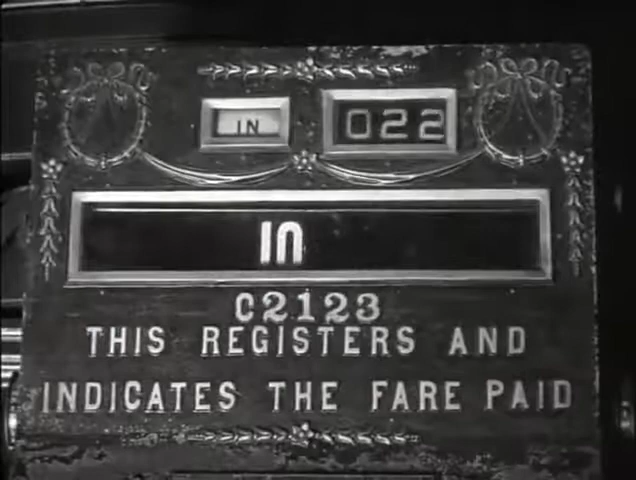 IN 022
In
C2123
THIS REGISTERS AND
INDICATES THE FARE PAID